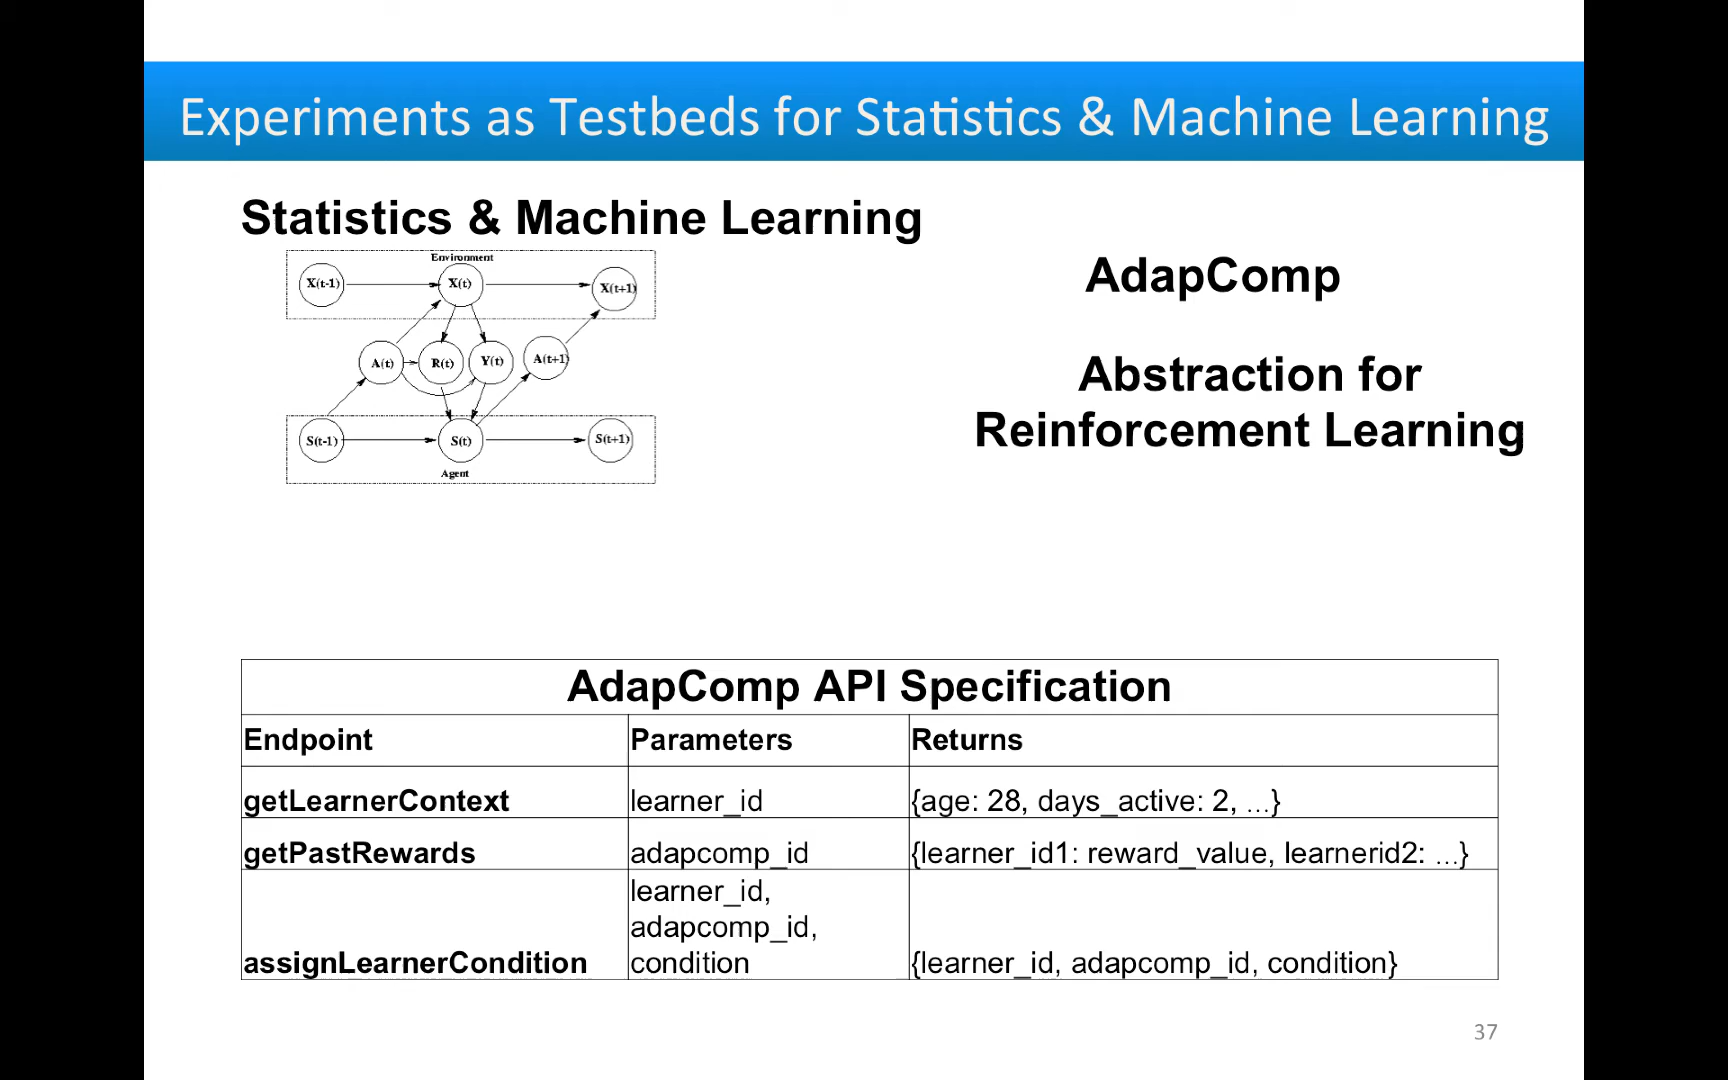 Experiments as Testbeds for Statistics & Machine Learning
Statistics & Machine Learning
Environment
X(t-1)
X(t)
X(t+1)
A(t)
R(t)
Y(t)
A(t+1)
S(t-1)
S(t)
S(t+1)
Agent
AdapComp
Abstraction for
Reinforcement Learning
AdapComp API Specification
Endpoint Parameters Returns
getLearnerContext learner_id {age: 28, days_active: 2, ...}
getPastRewards adapcomp_id {learner_id1: reward_value, learnerid2: ...}
learner_id,
adapcomp_id,
assignLearnerCondition condition {learner_id, adapcomp_id, condition}
37